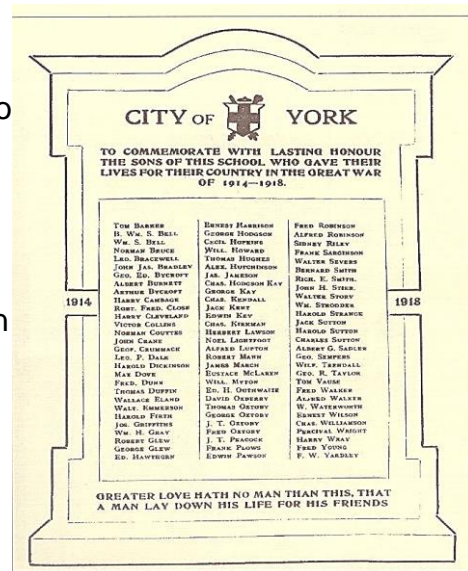 o
n
CITY OF YORK
TO COMMEMORATE WITH LASTING HONOUR
THE SONS OF THIS SCHOOL WHO GAVE THEIR
LIVES FOR THEIR COUNTRY IN THE GREAT WAR
OF 1914–1918.
1914
1918
TOM BARKER
B. WM. S. BELL
WM. S. BELL
NORMAN BRUCE
LEO. BRACEWELL
JOHN JAS. BRADLEY
GEO. ED. BYCROFT
ALBERT BURNETT
ARTHUR BYCROFT
HARRY CAMBAGE
ROBT. FRED. CLOSE
HARRY CLEVELAND
VICTOR COLLINS
NORMAN COUTTES
JOHN CRANE
GEOF. CRUMMACK
LEO. P. DALE
HAROLD DICKINSON
MAX DOVE
FRED. DUNN
THOMAS DUFFIN
WALLACE ELAND
WALT. EMMERSON
HAROLD FIRTH
JOS. GRIFFITHS
WM. H. GRAY
ROBERT GLEW
GEORGE GLEW
ED. HAWTHORN
ERNEST HARRISON
GEORGE HODGSON
CECIL HOPKINS
WILL. HOWARD
THOMAS HUGHES
ALEX. HUTCHINSON
JAS. JAMESON
CHAS. HODGSON KAY
GEORGE KAY
CHAS. KENDALL
JACK KENT
EDWIN KEY
CHAS. KIRKMAN
HERBERT LAWSON
NOEL LIGHTFOOT
ALFRED LUPTON
ROBERT MANN
JAMES MARCH
EUSTACE McLAREN
WILL. MYTON
ED. H. OUTHWAITE
DAVID OXBERRY
THOMAS OXTOBY
GEORGE OXTOBY
J. T. OXTOBY
FRED OXTOBY
J. T. PEACOCK
FRANK PLOWS
EDWIN PAWSON
FRED ROBINSON
ALFRED ROBINSON
SIDNEY RILEY
FRANK SARGINSON
WALTER SEVERS
BERNARD SMITH
RICH. E. SMITH
JOHN H. STIER.
WALTER STORY
WM. STRODDER
HAROLD STRANGE
JACK SUTTON
HAROLD SUTTON
CHARLES SUTTON
ALBERT G. SADLER
GEO. SEMPERS
WILF. TRENDALL
GEO. R. TAYLOR
TOM VAUSE
FRED WALKER
ALFRED WALKER
W. WATERWORTH
ERNEST WILSON
CHAS. WILLIAMSON
PERCIVAL WRIGHT
HARRY WRAY
FRED YOUNG
F. W. YARDLEY
GREATER LOVE HATH NO MAN THAN THIS, THAT
A MAN LAY DOWN HIS LIFE FOR HIS FRIENDS